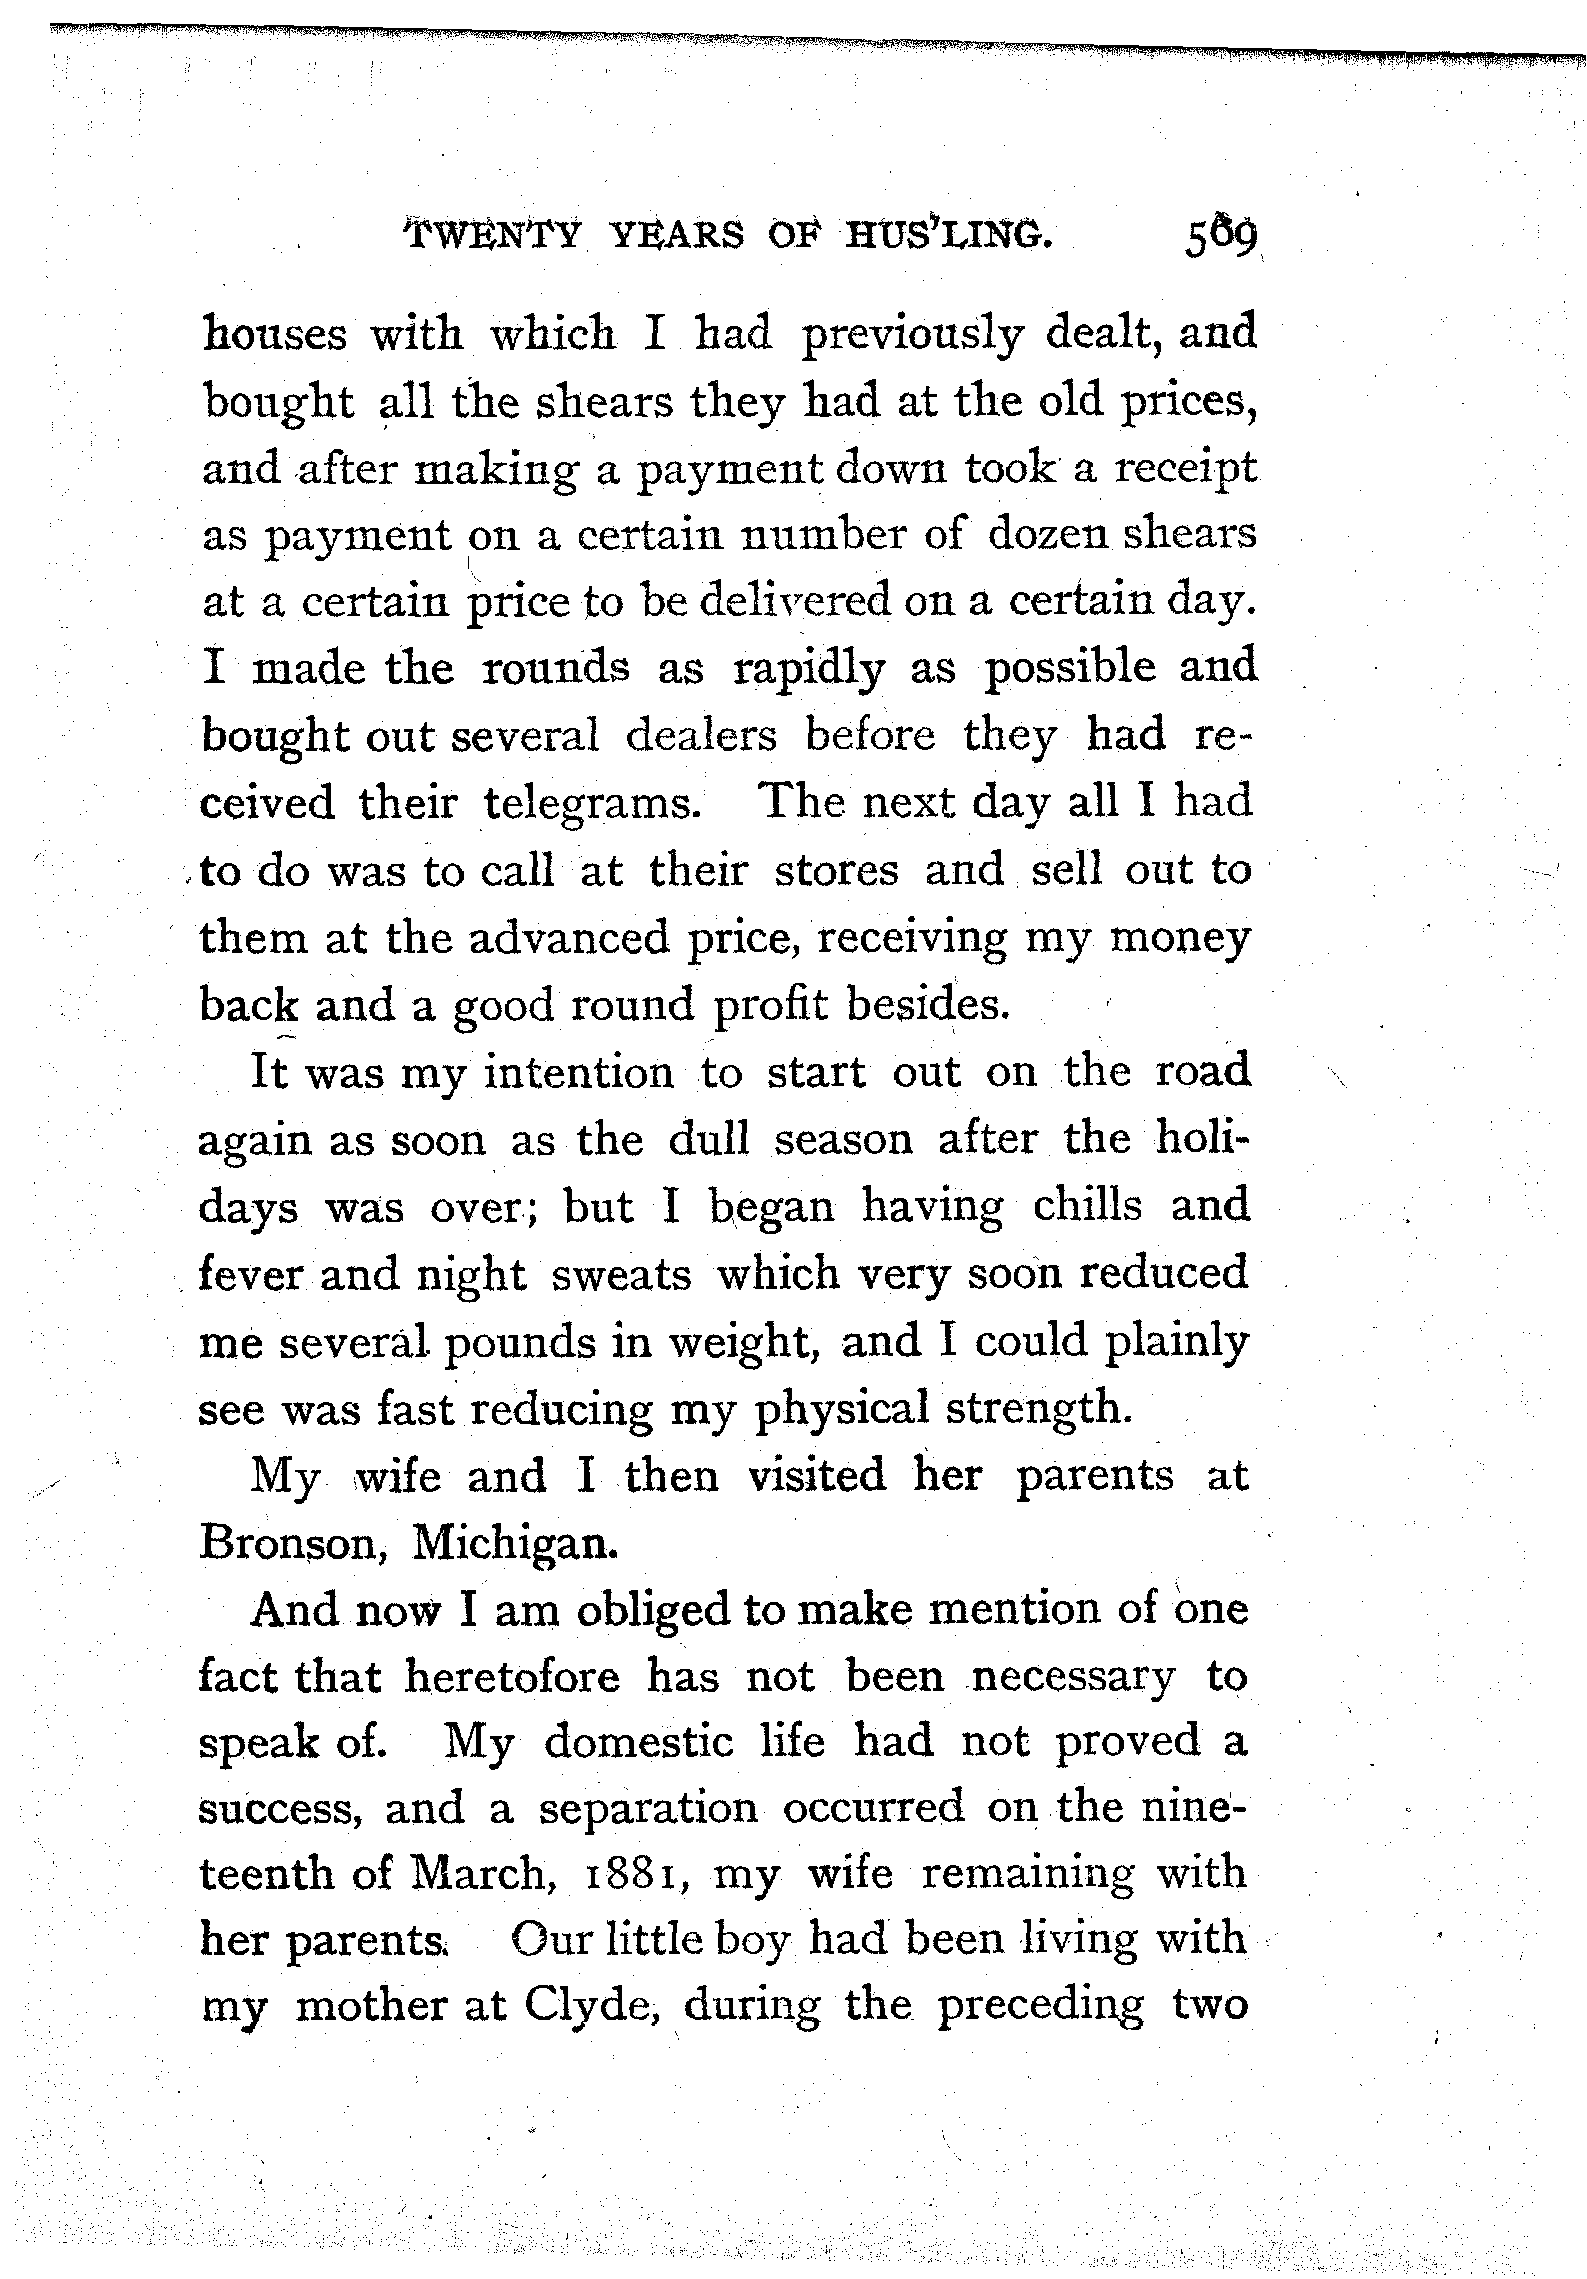 TWENTY YEARS OF HUS'LING. 569
houses with which I had previously dealt, and
bought all the shears they had at the old prices,
and after making a payment down took a receipt
as payment on a certain number of dozen shears
at a certain price to be delivered on a certain day.
I made the rounds as rapidly as possible and
bought out several dealers before they had re-
ceived their telegrams. The next day all I had
to do was to call at their stores and sell out to
them at the advanced price, receiving my money
back and a good round profit besides.
It was my intention to start out on the road
again as soon as the dull season after the holi-
days was over; but I began having chills and
fever and night sweats which very soon reduced
me several pounds in weight, and I could plainly
see was fast reducing my physical strength.
My wife and I then visited her parents at
Bronson, Michigan.
And now I am obliged to make mention of one
fact that heretofore has not been necessary to
speak of. My domestic life had not proved a
success, and a separation occurred on the nine-
teenth of March, 1881, my wife remaining with
her parents. Our little boy had been living with
my mother at Clyde, during the preceding two